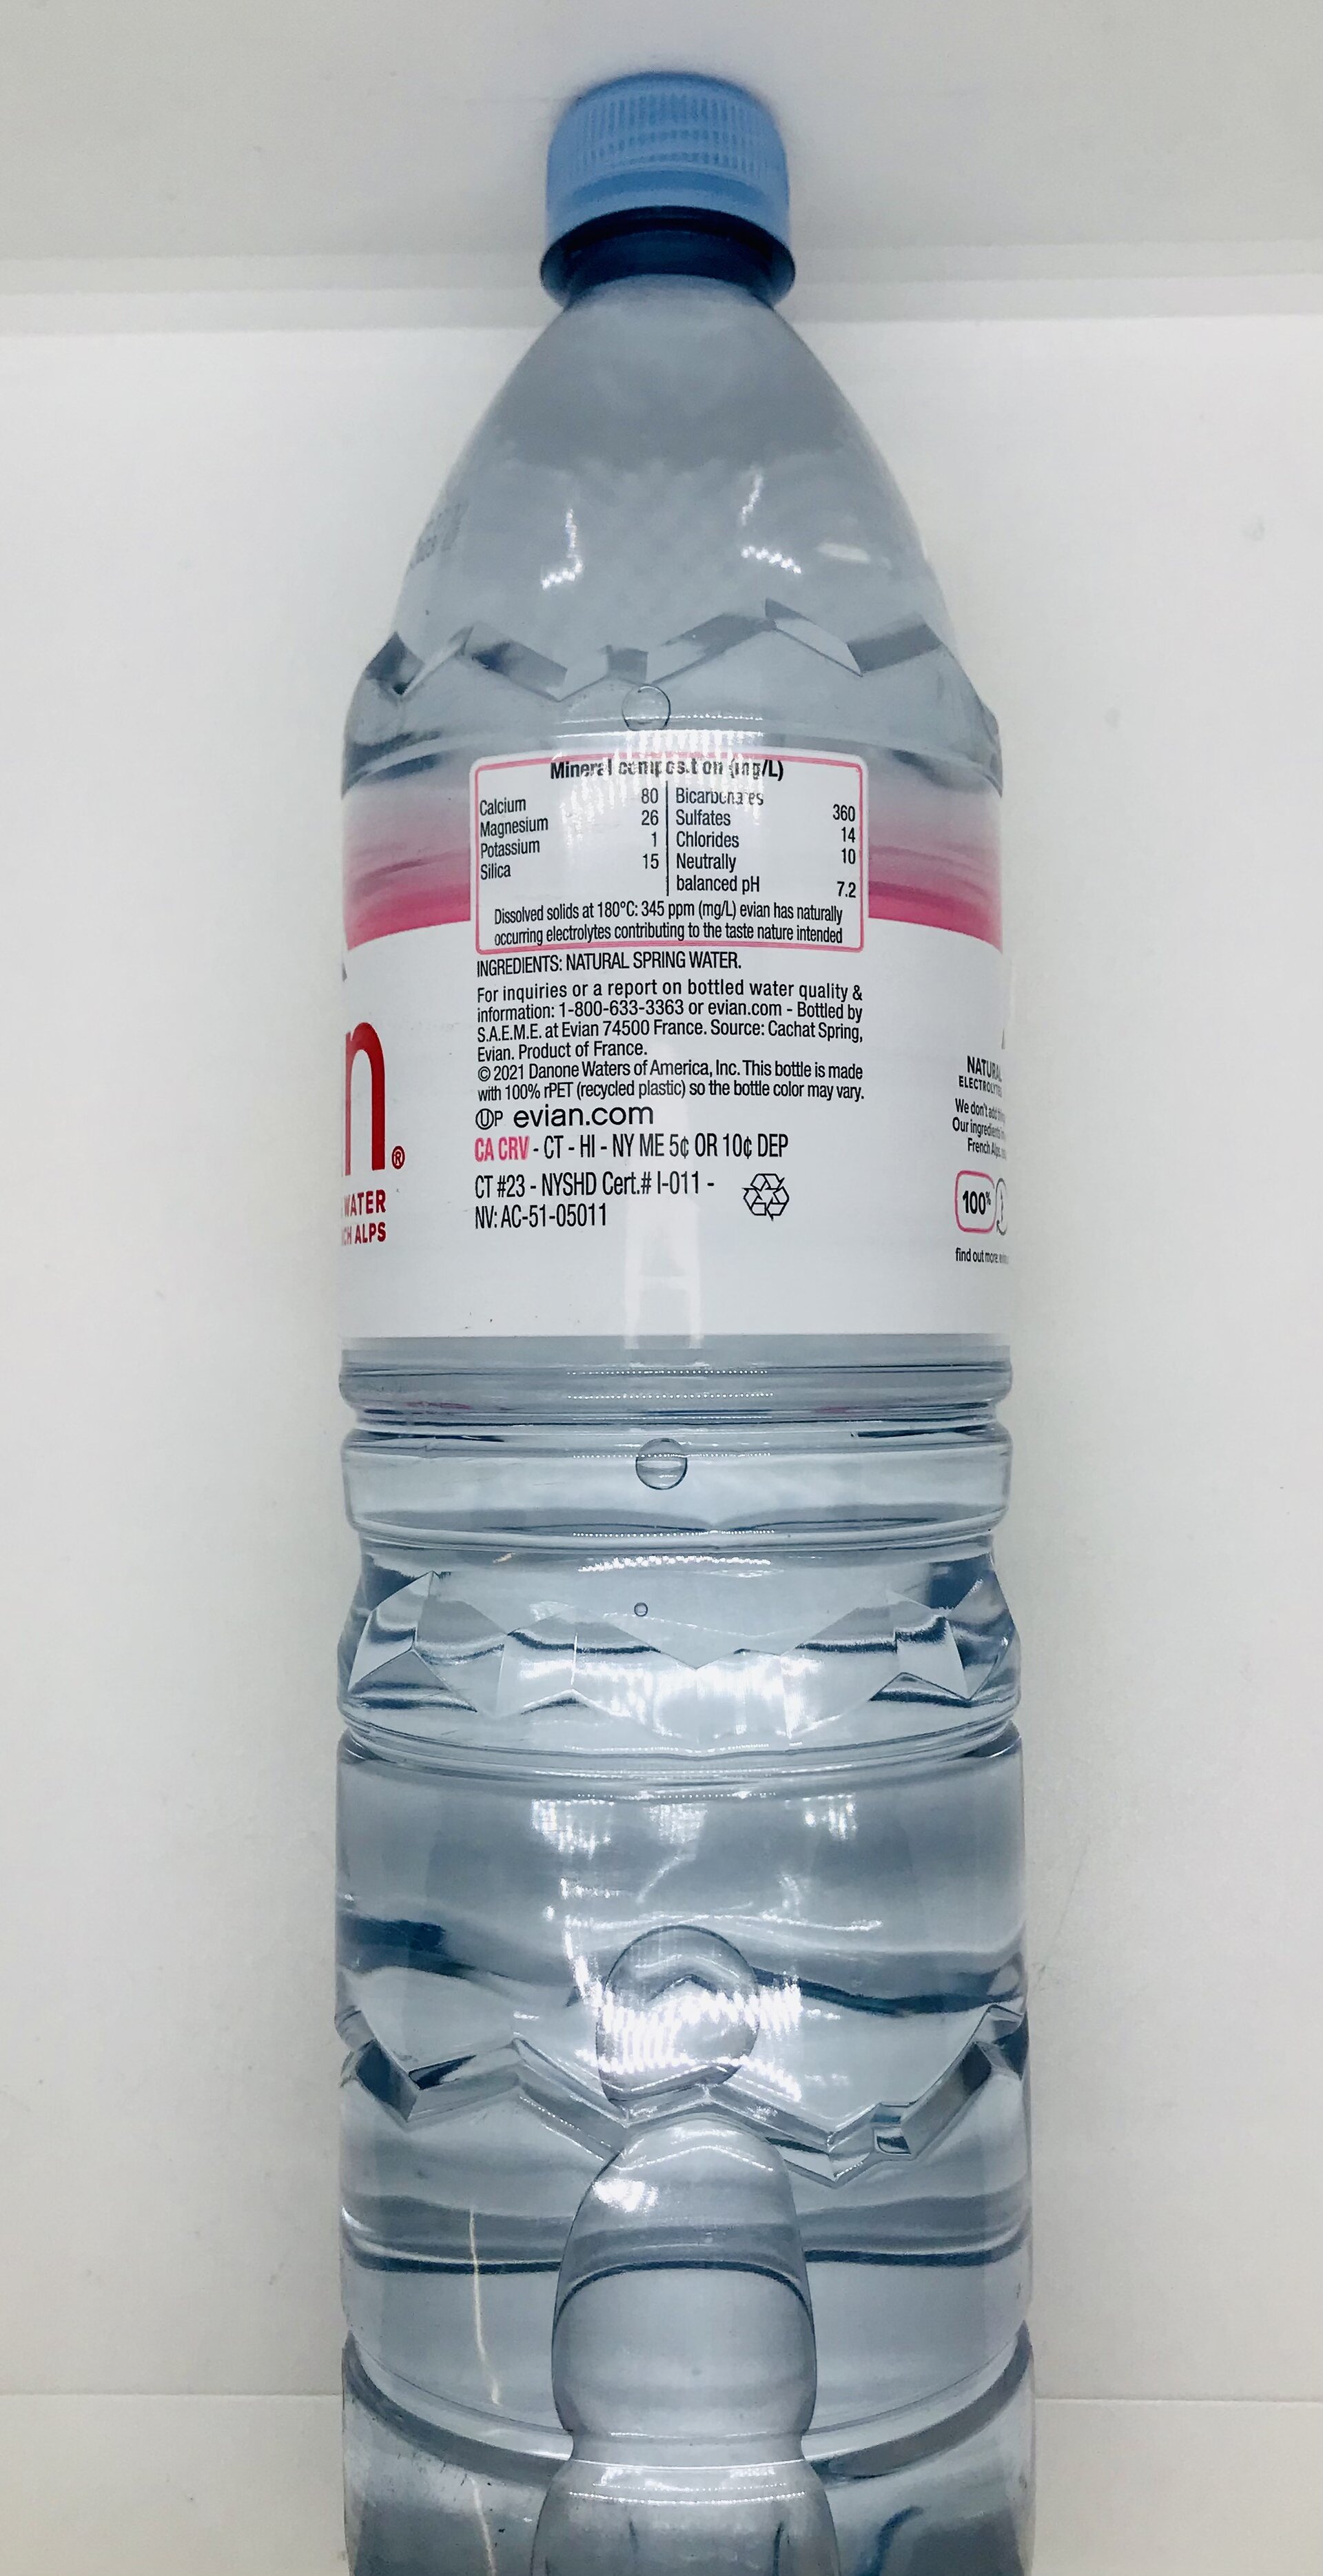 Mineral composition (mg/L)
Calcium 80
Magnesium 26
Potassium 1
Silica 15
Bicarbonates 360
Sulfates 14
Chlorides 10
Neutrally
balanced pH 7.2
Dissolved solids at 180°C: 345 ppm (mg/L) evian has naturally
occurring electrolytes contributing to the taste nature intended
INGREDIENTS: NATURAL SPRING WATER.
For inquiries or a report on bottled water quality &
information: 1-800-633-3363 or evian.com - Bottled by
S.A.E.M.E. at Evian 74500 France. Source: Cachat Spring,
Evian. Product of France.
© 2021 Danone Waters of America, Inc. This bottle is made
with 100% rPET (recycled plastic) so the bottle color may vary.
UP evian.com
CA CRV - CT - HI - NY ME 5¢ OR 10¢ DEP
CT #23 - NYSHD Cert.# I-011 -
NV: AC-51-05011
n®
WATER
ALPS
NATURAL
ELECTROLYTES
We don't add
Our ingredient
French Alps
100%
find out more